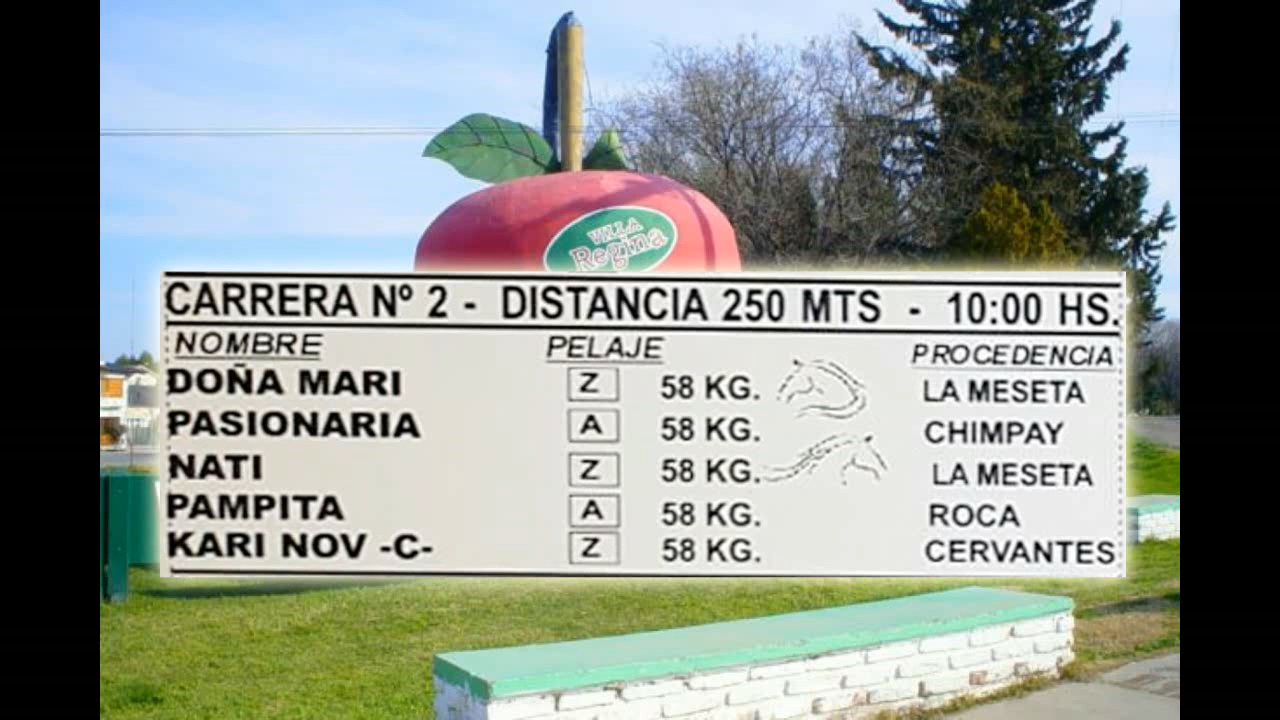 VILLA
Regina
CARRERA Nº 2 - DISTANCIA 250 MTS - 10:00 HS.
NOMBRE PELAJE PROCEDENCIA
DOÑA MARI Z 58 KG. LA MESETA
PASIONARIA A 58 KG. CHIMPAY
NATI Z 58 KG. LA MESETA
PAMPITA A 58 KG. ROCA
KARI NOV -C- Z 58 KG. CERVANTES